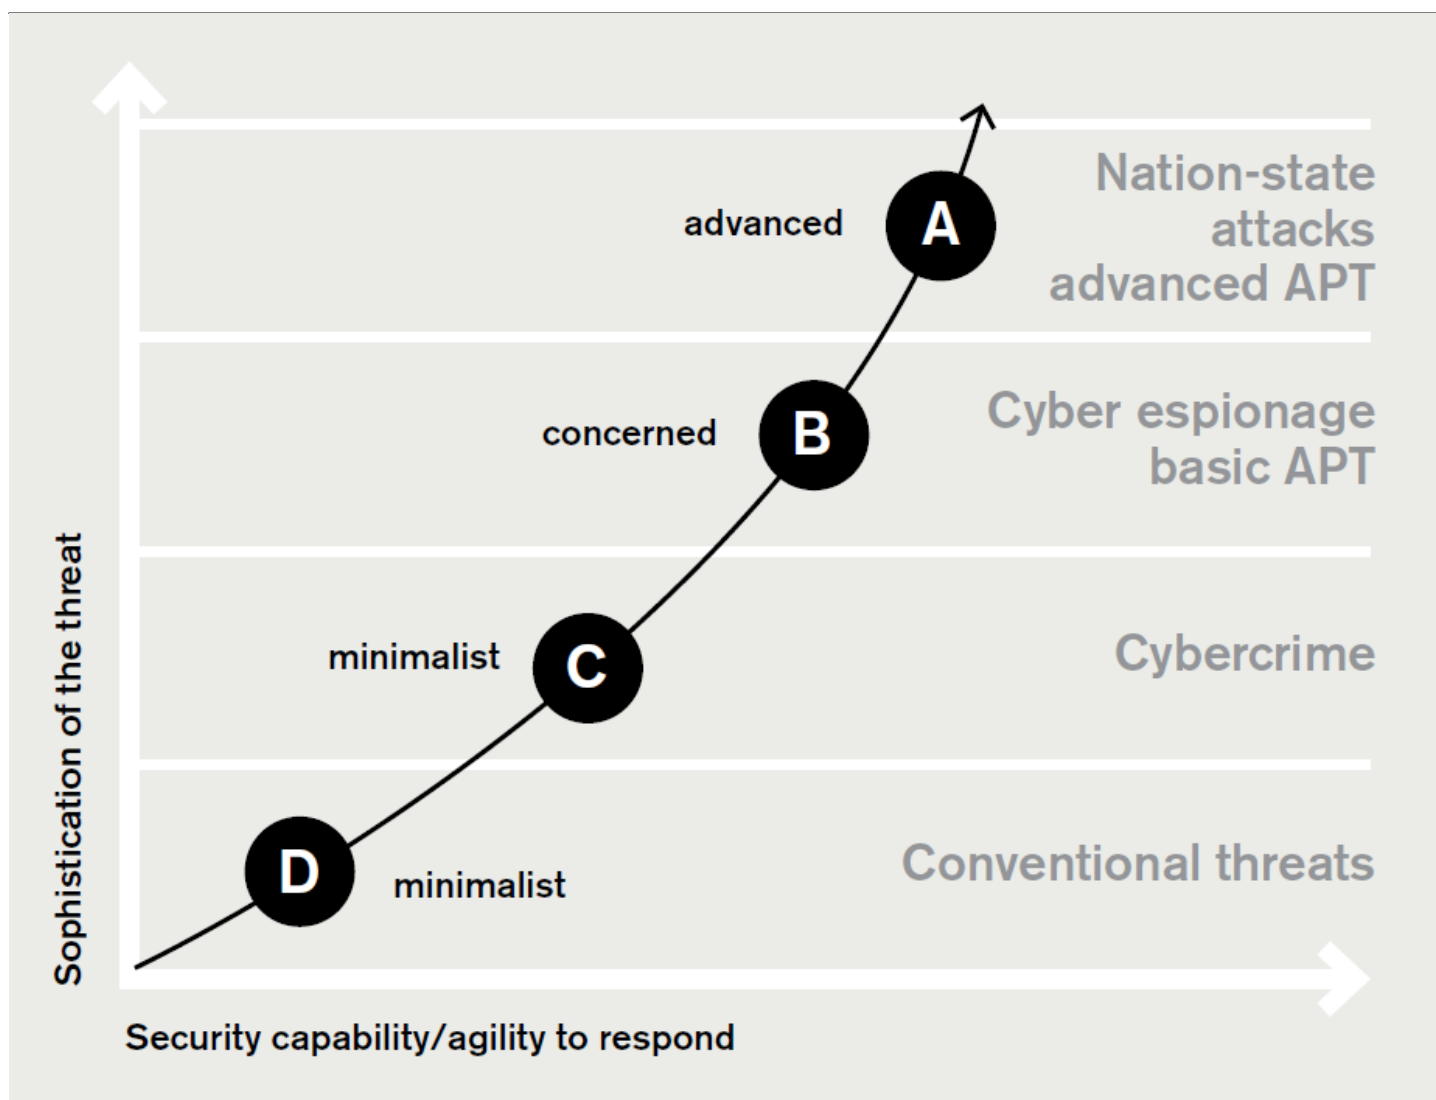 Nation-state
attacks
advanced APT
advanced
A
Cyber espionage
basic APT
concerned
B
Cybercrime
minimalist
C
Conventional threats
D
minimalist
Sophistication of the threat
Security capability/agility to respond